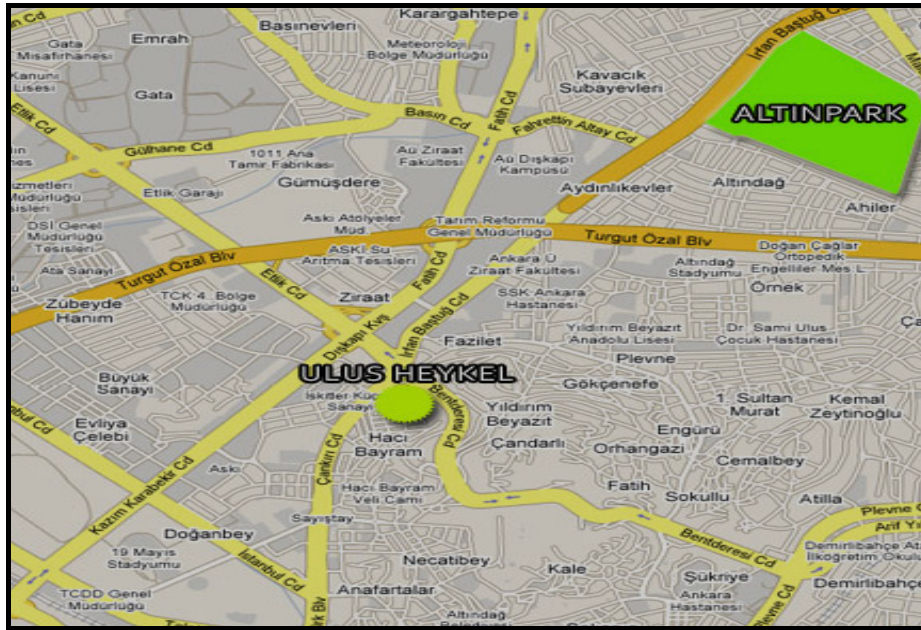 Karargahtepe
Basınevleri
Emrah
Gata
Misafirhanesi
Meteoroloji
Bölge Müdürlüğü
İrfan Baştuğ Cd
Kanuni
Lisesi
Gata
Kavacık
Subayevleri
Fatih Cd
Etlik Cd
Basın Cd
Fahrettin Altay Cd
ALTINPARK
Gülhane Cd
1011 Ana
Tamir Fabrikası
Aü Ziraat
Fakültesi
Aü Dışkapı
Kampüsü
Gümüşdere
Etlik Garajı
Aydınlıkevler
Altındağ
Ahiler
DSİ Genel
Müdürlüğü
Tesisleri
Aski Atölyeler
Müd.
Tarım Reformu
Genel Müdürlüğü
Turgut Özal Blv
Doğan Çağlar
Ortopedik
Engelliler Mes L
ASKİ Su
Arıtma Tesisleri
Fatih Cd
Ankara Ü
Ziraat Fakültesi
Altındağ
Stadyumu
Ata Sanayi
Turgut Özal Blv
Etlik Cd
Örnek
Zübeyde
Hanım
TCK 4. Bölge
Müdürlüğü
Ziraat
SSK Ankara
Hastanesi
Dışkapı Kvş
İrfan Baştuğ Cd
Fazilet
Yıldırım Beyazıt
Anadolu Lisesi
Dr. Sami Ulus
Çocuk Hastanesi
Plevne
ULUS HEYKEL
Büyük
Sanayi
Gökçenefe
Bentderesi Cd
Yıldırım
Beyazıt
1. Sultan
Murat
Kemal
Zeytinoğlu
Evliya
Çelebi
Hacı
Bayram
Çandarlı
Engürü
Orhangazi
Cemalbey
Çankırı Cd
Aski
Kazım Karabekir Cd
Hacı Bayram
Veli Cami
Fatih
Sokullu
Atilla
Plevne
Sayıştay
Doğanbey
Bentderesi Cd
19 Mayıs
Stadyumu
İstanbul Cd
Necatibey
Kale
Şükriye
Demirlibahçe
TCDD Genel
Müdürlüğü
Anafartalar
Ankara
Hastanesi
Plevne Cd
Altındağ